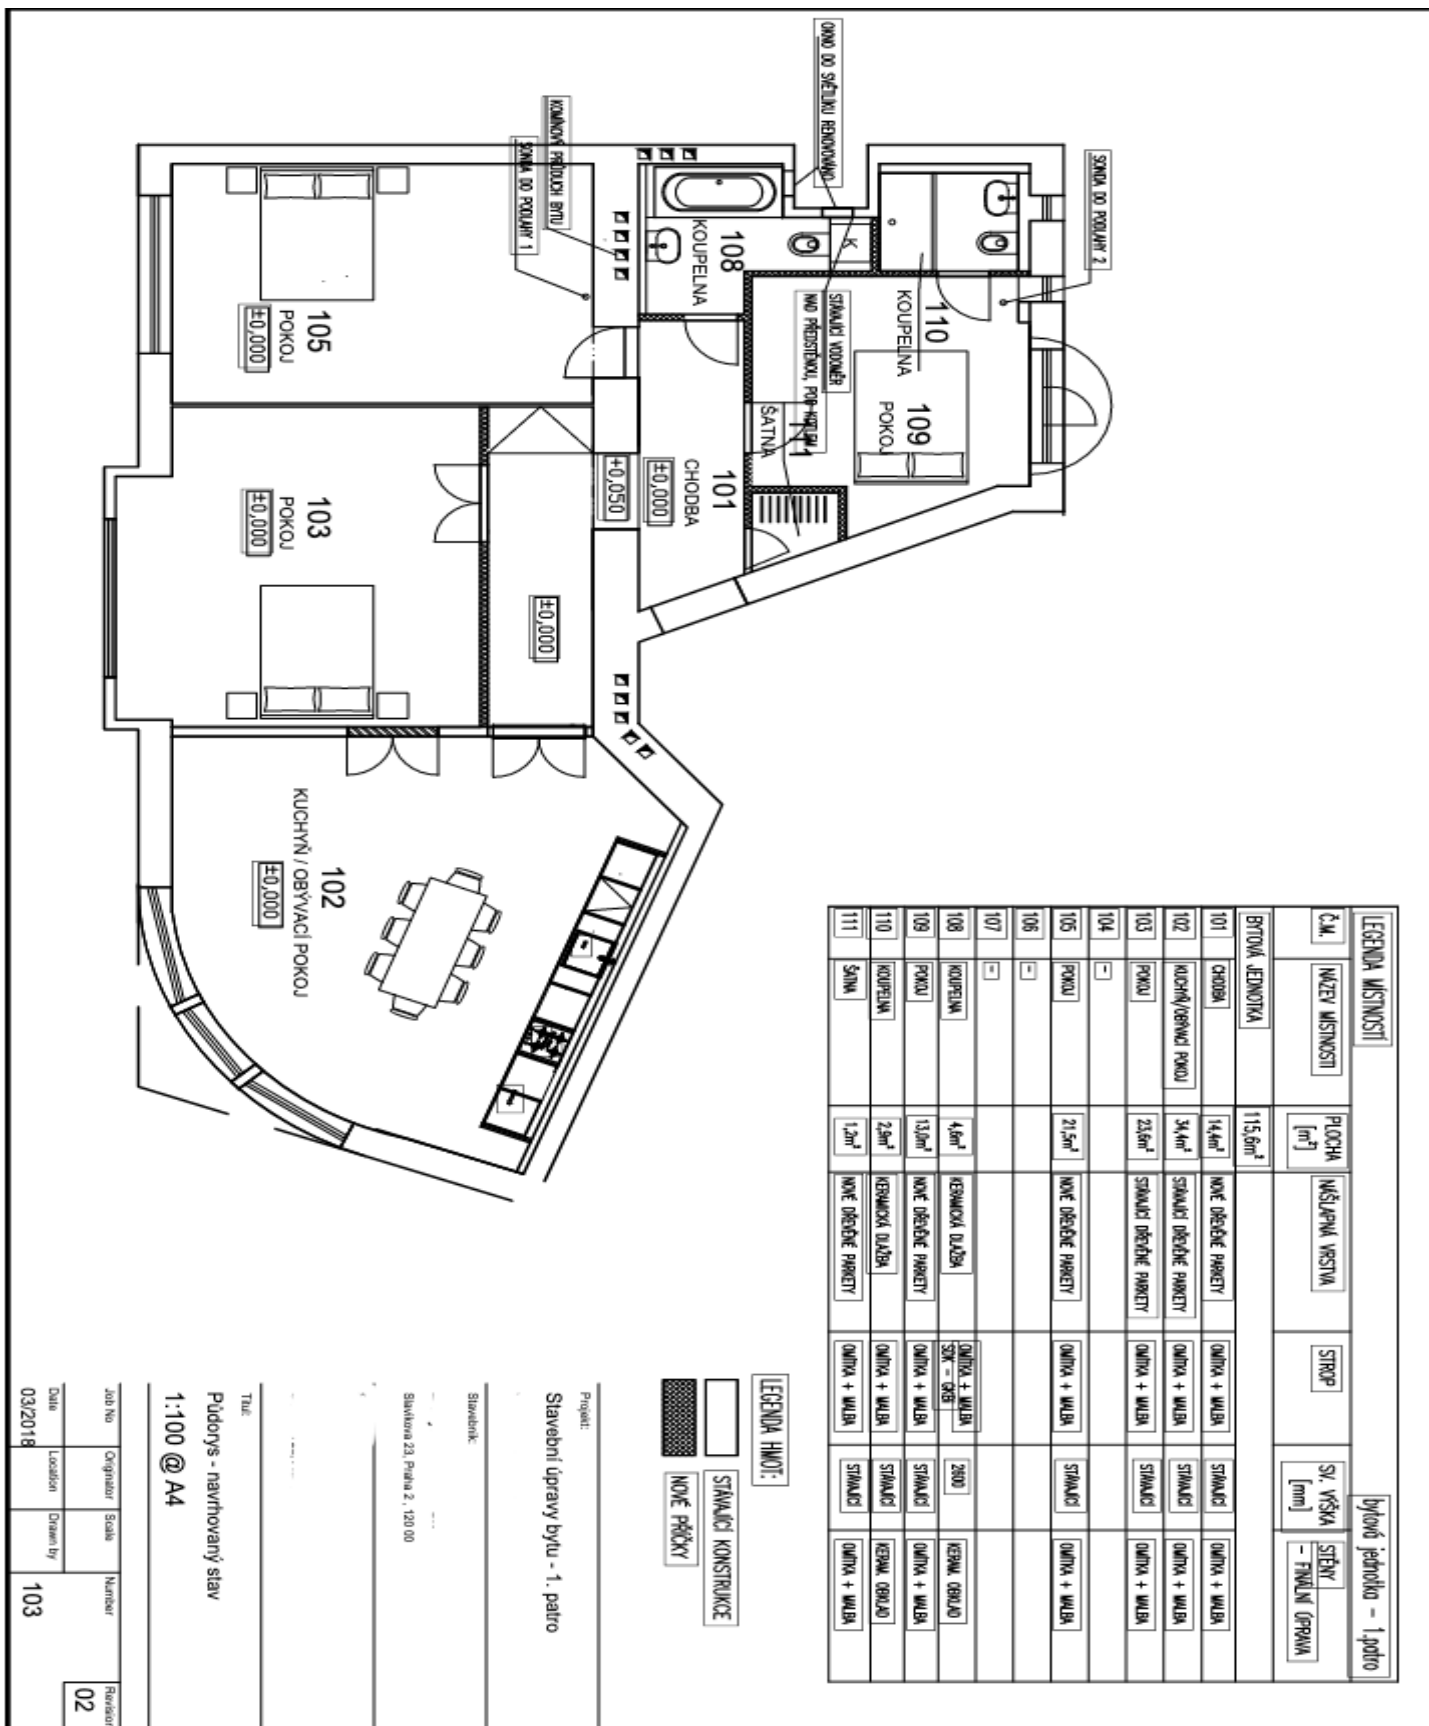 bytová jednotka - 1.patro
LEGENDA MÍSTNOSTÍ
Č.M. NÁZEV MÍSTNOSTI PLOCHA [m²] NÁŠLAPNÁ VRSTVA STROP SV. VÝŠKA [mm] STĚNY - FINÁLNÍ ÚPRAVA
BYTOVÁ JEDNOTKA 115,6m²
101 CHODBA 14,4m² NOVÉ DŘEVĚNÉ PARKETY OMÍTKA + MALBA STÁVAJÍCÍ OMÍTKA + MALBA
102 KUCHYŇ/OBÝVACÍ POKOJ 34,4m² STÁVAJÍCÍ DŘEVĚNÉ PARKETY OMÍTKA + MALBA STÁVAJÍCÍ OMÍTKA + MALBA
103 POKOJ 23,6m² STÁVAJÍCÍ DŘEVĚNÉ PARKETY OMÍTKA + MALBA STÁVAJÍCÍ OMÍTKA + MALBA
104 -
105 POKOJ 21,5m² NOVÉ DŘEVĚNÉ PARKETY OMÍTKA + MALBA STÁVAJÍCÍ OMÍTKA + MALBA
106 -
107 -
108 KOUPELNA 4,6m² KERAMICKÁ DLAŽBA OMÍTKA + MALBA SDK - GKBI 2600 KERAM. OBKLAD
109 POKOJ 13,0m² NOVÉ DŘEVĚNÉ PARKETY OMÍTKA + MALBA STÁVAJÍCÍ OMÍTKA + MALBA
110 KOUPELNA 2,9m² KERAMICKÁ DLAŽBA OMÍTKA + MALBA STÁVAJÍCÍ KERAM. OBKLAD
111 ŠATNA 1,2m² NOVÉ DŘEVĚNÉ PARKETY OMÍTKA + MALBA STÁVAJÍCÍ OMÍTKA + MALBA
SONDA DO PODLAHY 2
OKNO DO SVĚTLÍKU RENOVOVÁNO
KOMÍNOVÝ PRŮDUCH BYTU
SONDA DO PODLAHY 1
STÁVAJÍCÍ VODOMĚR
NAD PŘEDSTĚNOU, POD KOTLEM
K
110
KOUPELNA
109
POKOJ
108
KOUPELNA
ŠATNA
101
CHODBA
±0,000
+0,050
±0,000
105
POKOJ
±0,000
103
POKOJ
±0,000
102
KUCHYŇ / OBÝVACÍ POKOJ
±0,000
LEGENDA HMOT:
STÁVAJÍCÍ KONSTRUKCE
NOVÉ PŘÍČKY
Projekt:
Stavební úpravy bytu - 1. patro
Stavebník:
Slavíkova 23, Praha 2 , 120 00
Titul:
Půdorys - navrhovaný stav
1:100 @ A4
Job No Originator Scale Number Revision
02
Date Location Drawn by
03/2018 103